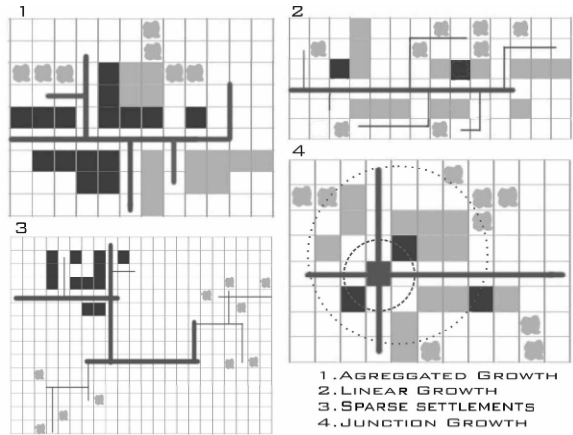 1
2
3
4
1. AGREGGATED GROWTH
2. LINEAR GROWTH
3. SPARSE SETTLEMENTS
4. JUNCTION GROWTH